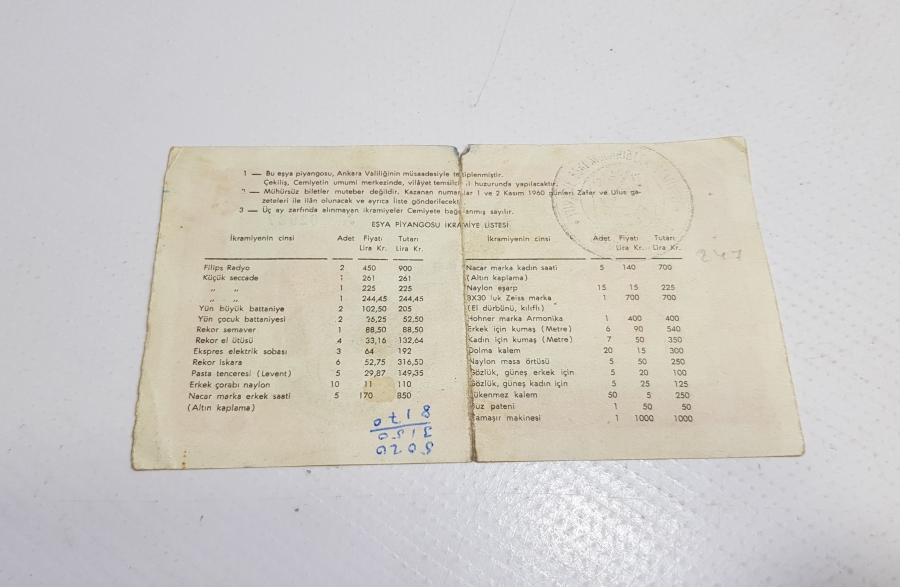 1 — Bu eşya piyangosu, Ankara Valiliğinin müsaadesiyle tertiplenmiştir.
Çekiliş, Cemiyetin umumi merkezinde, vilâyet huzurunda yapılacaktır.
2 — Mühürsüz biletler muteber değildir. Kazanan numaralar 1 ve 2 Kasım 1960 günleri Zafer ve Ulus ga-
zeteleri ile ilân olunacak ve ayrıca liste gönderilecek
3 — Üç ay zarfında alınmayan ikramiyeler Cemiyete bağışlanmış sayılır.
EŞYA PİYANGOSU İKRAMİYE LİSTESİ
İkramiyenin cinsi Adet Fiyatı Tutarı
Lira Kr. Lira Kr.
Filips Radyo 2 450 900
Küçük seccade 1 261 261
„ „ 1 225 225
„ „ 1 244,45 244,45
Yün büyük battaniye 2 102,50 205
Yün çocuk battaniyesi 2 26,25 52,50
Rekor semaver 1 88,50 88,50
Rekor el ütüsü 4 33,16 132,64
Ekspres elektrik sobası 3 64 192
Rekor Iskara 6 52,75 316,50
Pasta tenceresi (Levent) 5 29,87 149,35
Erkek çorabı naylon 10 11 110
Nacar marka erkek saati 5 170 850
(Altın kaplama)
İkramiyenin cinsi Adet Fiyatı Tutarı
Lira Kr. Lira Kr.
Nacar marka kadın saati 5 140 700
(Altın kaplama)
Naylon eşarp 15 15 225
8X30 luk Zeiss marka 1 700 700
(El dürbünü, kılıflı)
Hohner marka Armonika 1 400 400
Erkek için kumaş (Metre) 6 90 540
Kadın için kumaş (Metre) 7 50 350
Dolma kalem 20 15 300
Naylon masa örtüsü 5 50 250
Gözlük, güneş erkek için 5 20 100
Gözlük, güneş kadın için 5 25 125
Tükenmez kalem 50 5 250
Buz pateni 1 50 50
Çamaşır makinesi 1 1000 1000
247
5020
3150
8170